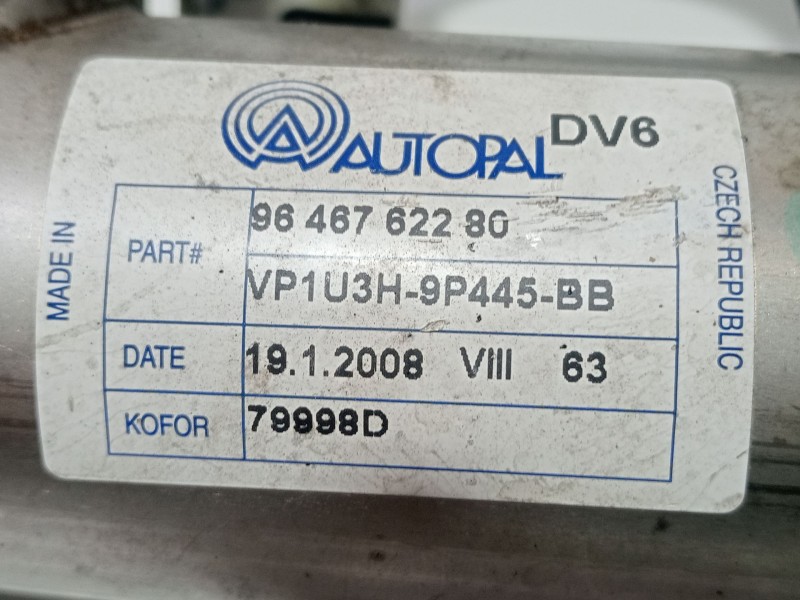 AUTOPAL DV6
MADE IN
PART# 96 467 622 80
VP1U3H-9P445-BB
DATE 19.1.2008 VIII 63
KOFOR 79998D
CZECH REPUBLIC